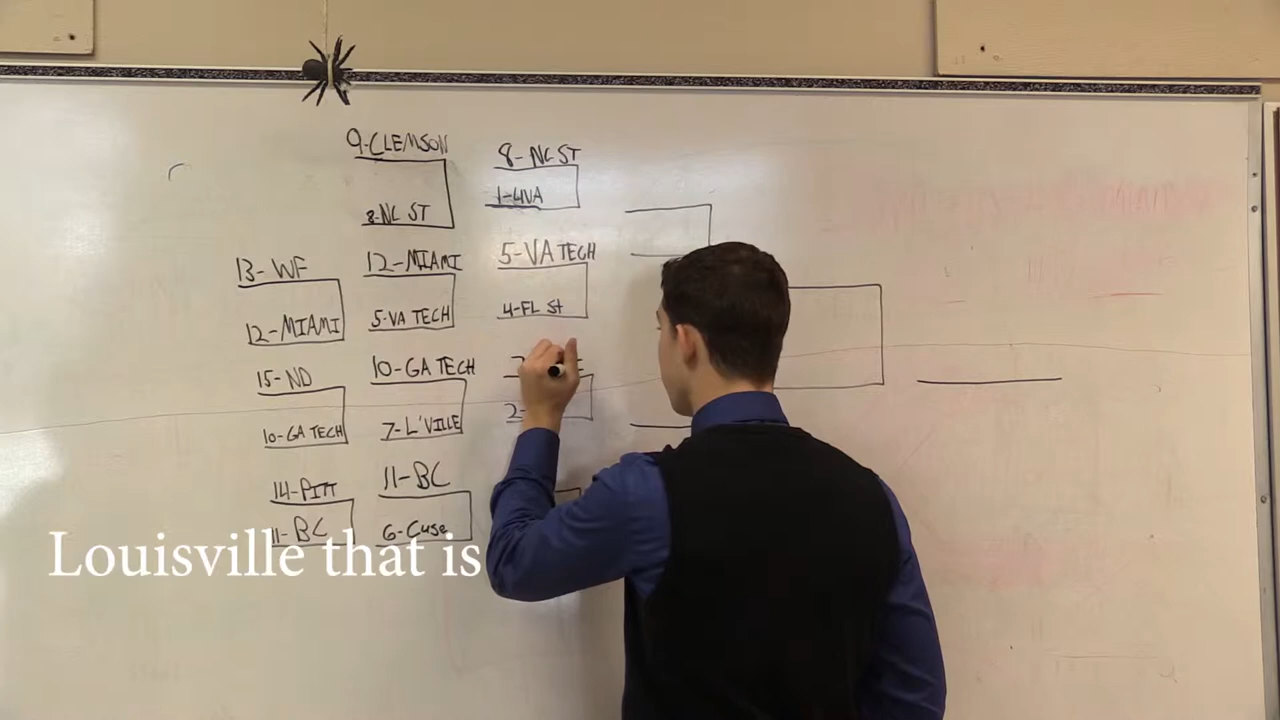 9-CLEMSON
8-NC ST
13-WF
12-MIAMI
15-ND
10-GA TECH
14-PITT
11-BC
12-MIAMI
5-VA TECH
10-GA TECH
7-L'VILLE
11-BC
6-Cuse
8-NC ST
1-UVA
5-VA TECH
4-FL St
2-
Louisville that is